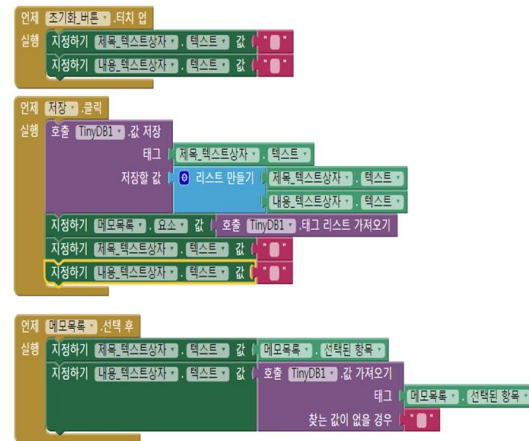 언제 초기화_버튼 .터치 업
실행 지정하기 제목_텍스트상자 . 텍스트 값 " "
지정하기 내용_텍스트상자 . 텍스트 값 " "
언제 저장 .클릭
실행 호출 TinyDB1 .값 저장
태그 제목_텍스트상자 . 텍스트
저장할 값 리스트 만들기 제목_텍스트상자 . 텍스트
내용_텍스트상자 . 텍스트
지정하기 메모목록 . 요소 값 호출 TinyDB1 .태그 리스트 가져오기
지정하기 제목_텍스트상자 . 텍스트 값 " "
지정하기 내용_텍스트상자 . 텍스트 값 " "
언제 메모목록 .선택 후
실행 지정하기 제목_텍스트상자 . 텍스트 값 메모목록 . 선택된 항목
지정하기 내용_텍스트상자 . 텍스트 값 호출 TinyDB1 .값 가져오기
태그 메모목록 . 선택된 항목
찾는 값이 없을 경우 " "